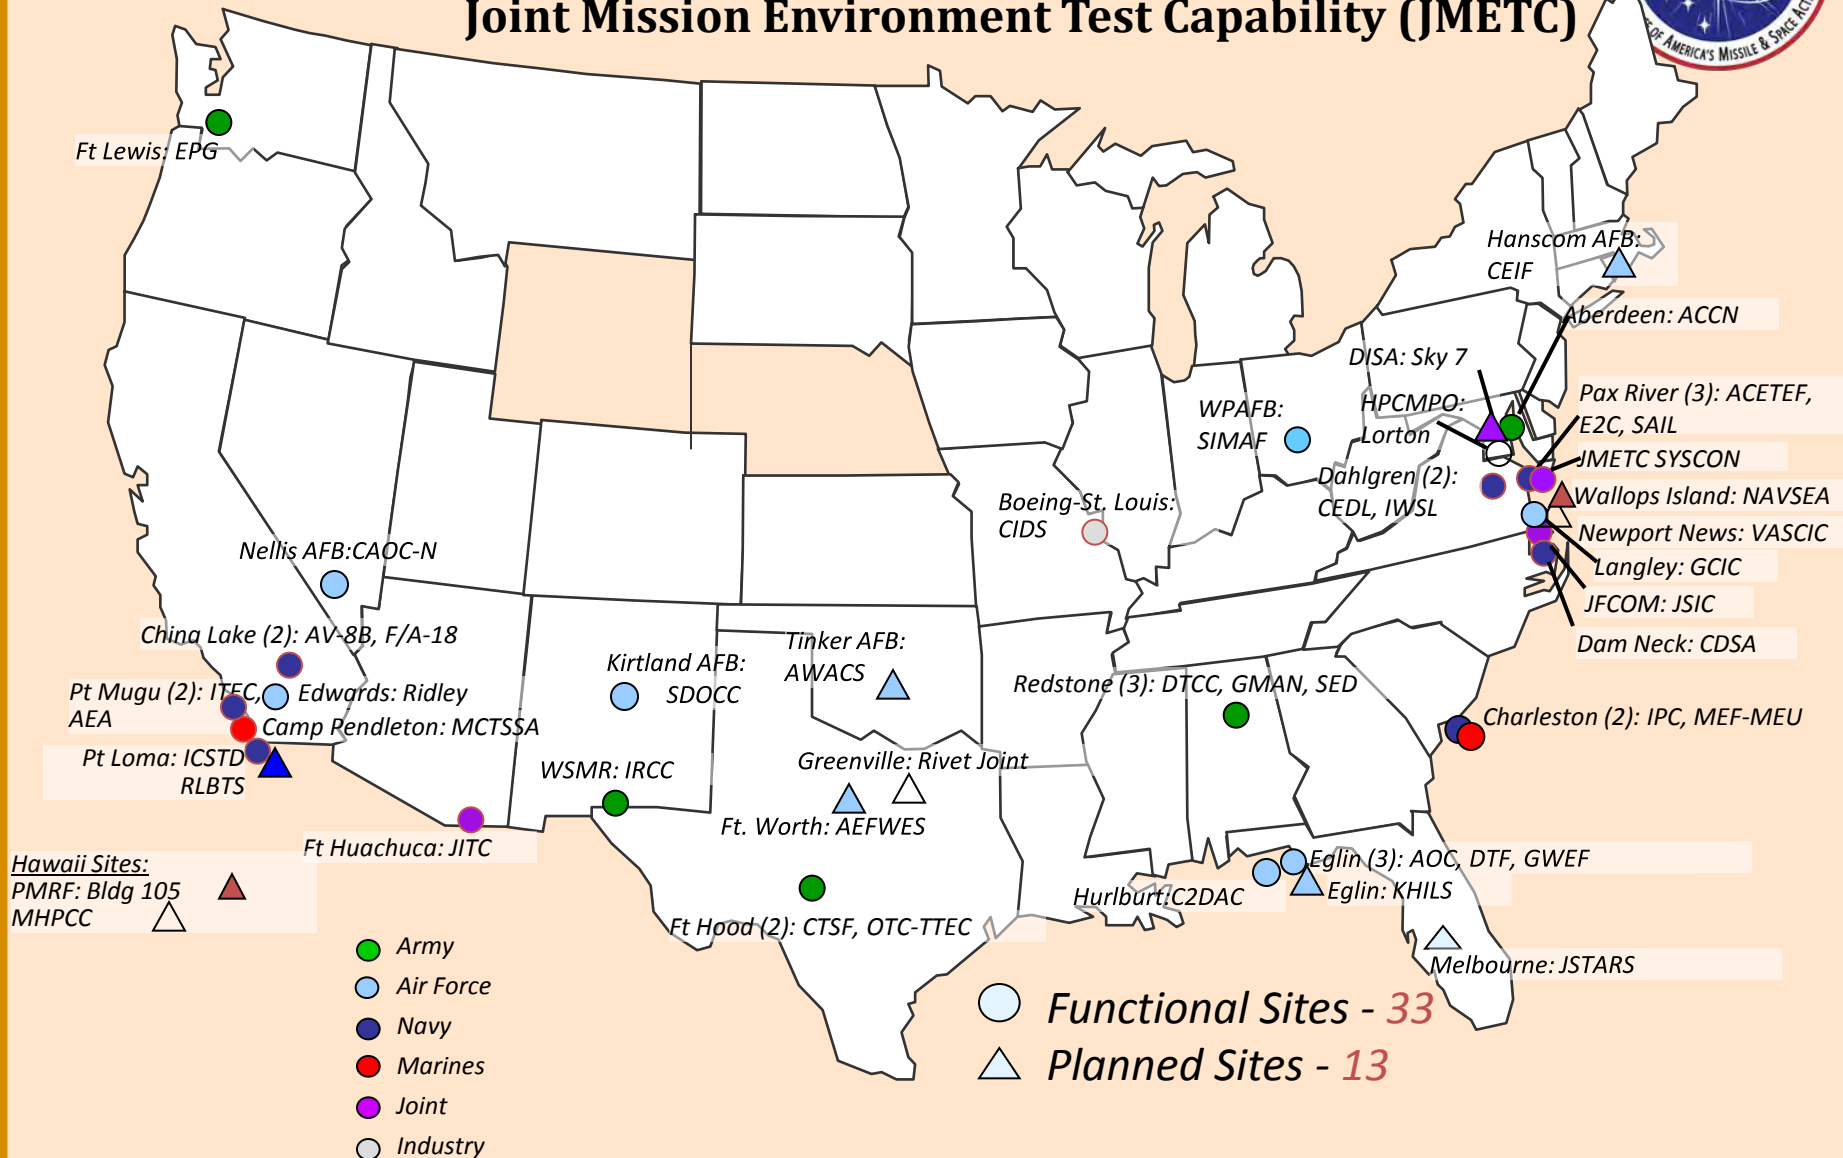 Joint Mission Environment Test Capability (JMETC)
OF AMERICA'S MISSILE & SPACE
Ft Lewis: EPG
Hanscom AFB:
CEIF
Aberdeen: ACCN
DISA: Sky 7
Pax River (3): ACETEF,
E2C, SAIL
HPCMPO:
Lorton
WPAFB:
SIMAF
JMETC SYSCON
Dahlgren (2):
CEDL, IWSL
Wallops Island: NAVSEA
Boeing-St. Louis:
CIDS
Newport News: VASCIC
Nellis AFB:CAOC-N
Langley: GCIC
JFCOM: JSIC
China Lake (2): AV-8B, F/A-18
Tinker AFB:
AWACS
Dam Neck: CDSA
Kirtland AFB:
SDOCC
Redstone (3): DTCC, GMAN, SED
Pt Mugu (2): ITEC,
AEA
Edwards: Ridley
Camp Pendleton: MCTSSA
Charleston (2): IPC, MEF-MEU
Pt Loma: ICSTD
RLBTS
WSMR: IRCC
Greenville: Rivet Joint
Ft. Worth: AEFWES
Ft Huachuca: JITC
Hawaii Sites:
PMRF: Bldg 105
MHPCC
Eglin (3): AOC, DTF, GWEF
Eglin: KHILS
Hurlburt:C2DAC
Ft Hood (2): CTSF, OTC-TTEC
Melbourne: JSTARS
Army
Air Force
Navy
Marines
Joint
Industry
Functional Sites - 33
Planned Sites - 13